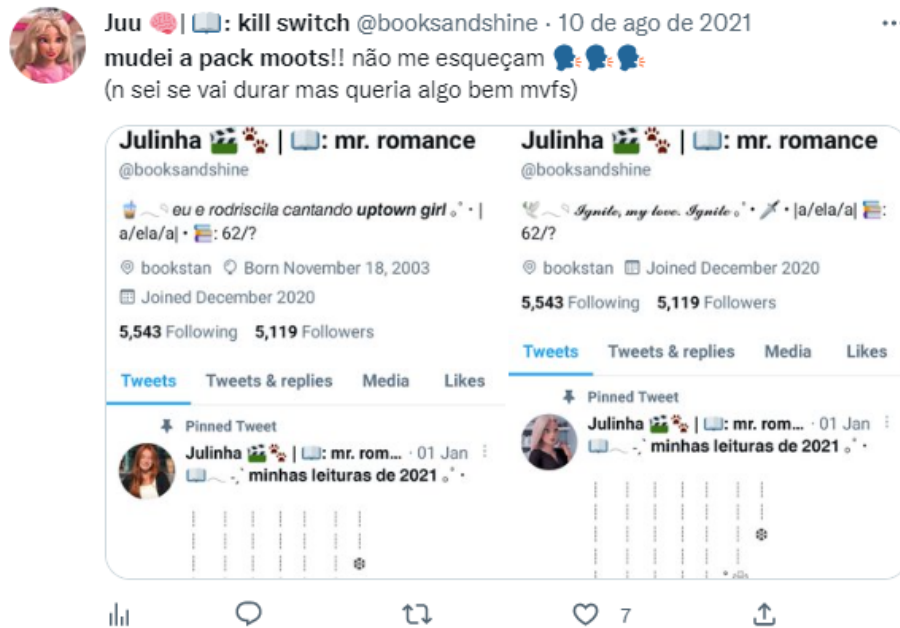 Juu 🧠| 📖: kill switch @booksandshine · 10 de ago de 2021
mudei a pack moots!! não me esqueçam 🗣️🗣️🗣️
(n sei se vai durar mas queria algo bem mvfs)
Julinha 🎬🐾 | 📖: mr. romance
@booksandshine
🧋 eu e rodriscila cantando uptown girl 。˚ · |
a/ela/a| · 📚: 62/?
bookstan Born November 18, 2003
Joined December 2020
5,543 Following 5,119 Followers
Tweets Tweets & replies Media Likes
Pinned Tweet
Julinha 🎬🐾 | 📖: mr. rom... · 01 Jan
📖 ˗ˏˋ minhas leituras de 2021 。˚ ·
Julinha 🎬🐾 | 📖: mr. romance
@booksandshine
🕊️ 𝓘𝓰𝓷𝓲𝓽𝓮, 𝓶𝔂 𝓵𝓸𝓿𝓮. 𝓘𝓰𝓷𝓲𝓽𝓮 。˚ · 🗡️ · |a/ela/a| 📚:
62/?
bookstan Joined December 2020
5,543 Following 5,119 Followers
Tweets Tweets & replies Media Likes
Pinned Tweet
Julinha 🎬🐾 | 📖: mr. rom... · 01 Jan
📖 ˗ˏˋ minhas leituras de 2021 。˚ ·
7